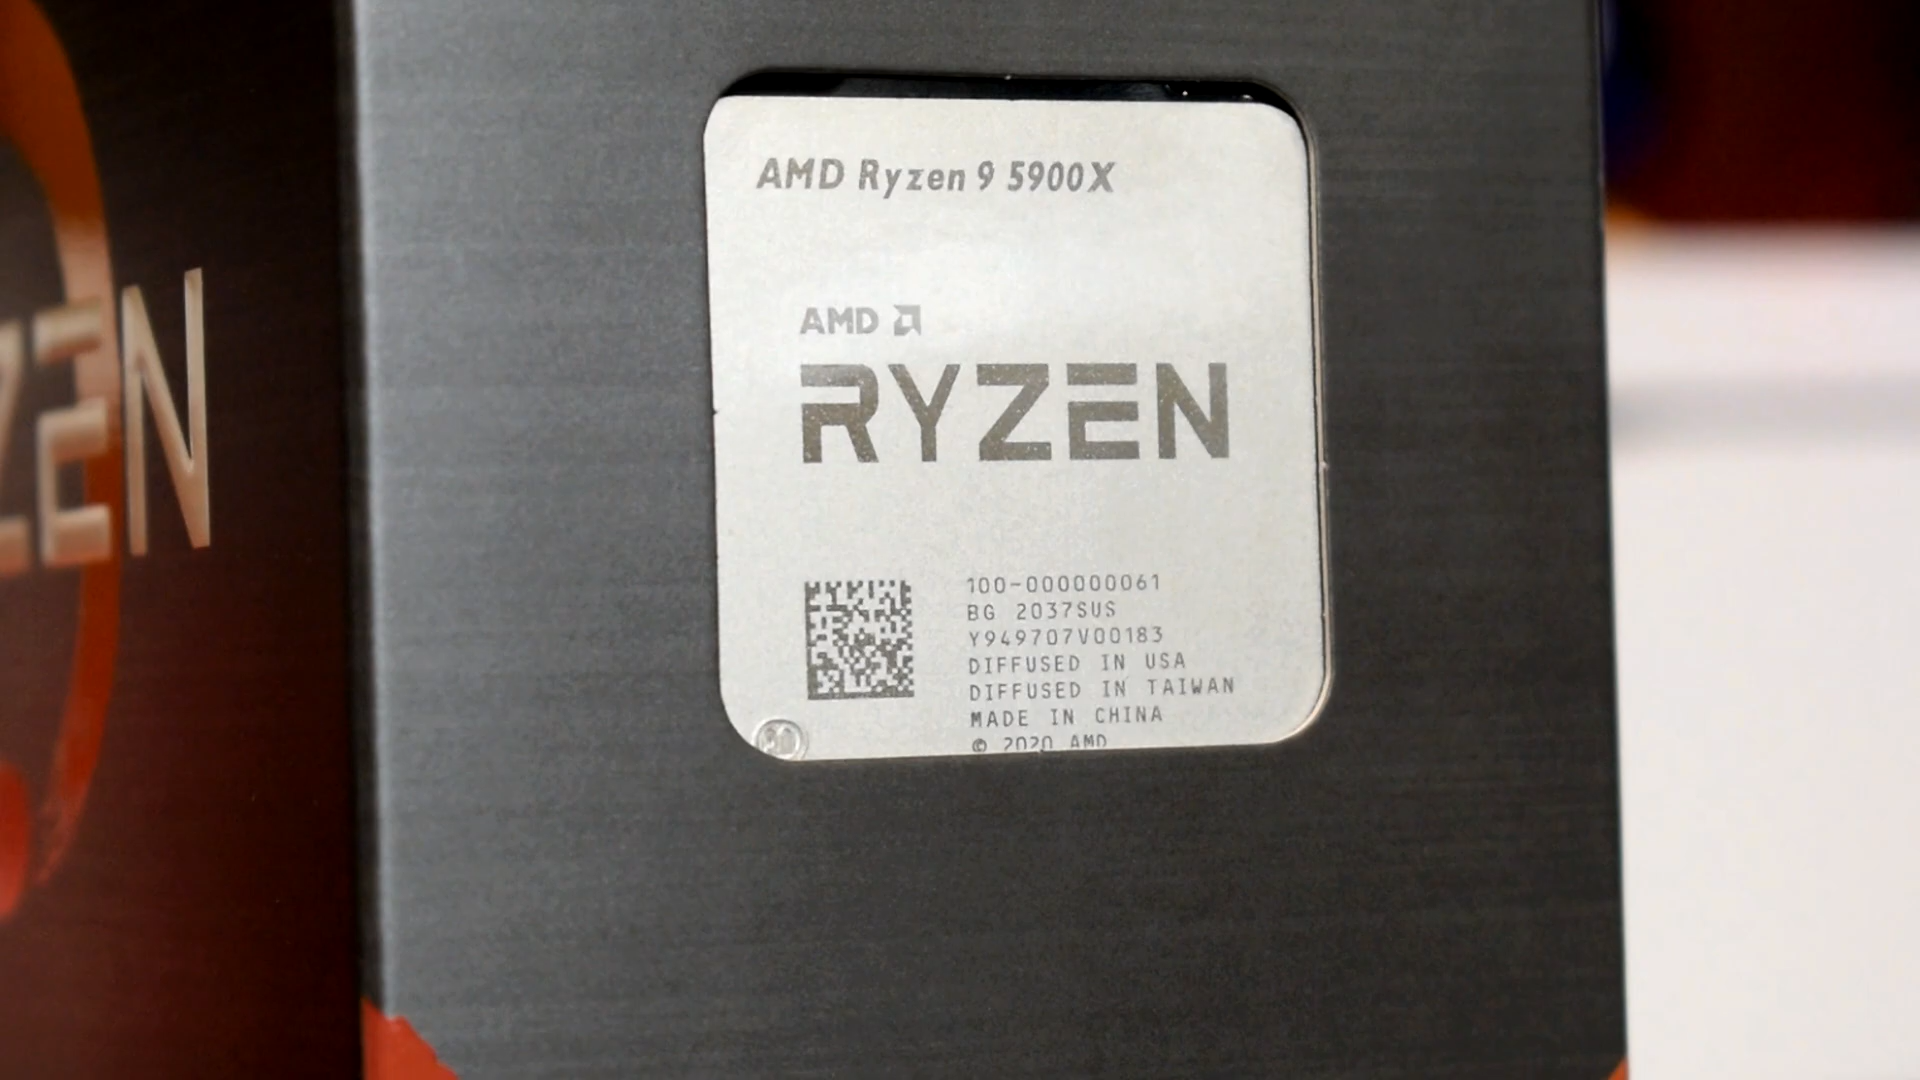 ZEN
AMD Ryzen 9 5900X
AMD
RYZEN
100-000000061
BG 2037SUS
Y949707V00183
DIFFUSED IN USA
DIFFUSED IN TAIWAN
MADE IN CHINA
© 2020 AMD